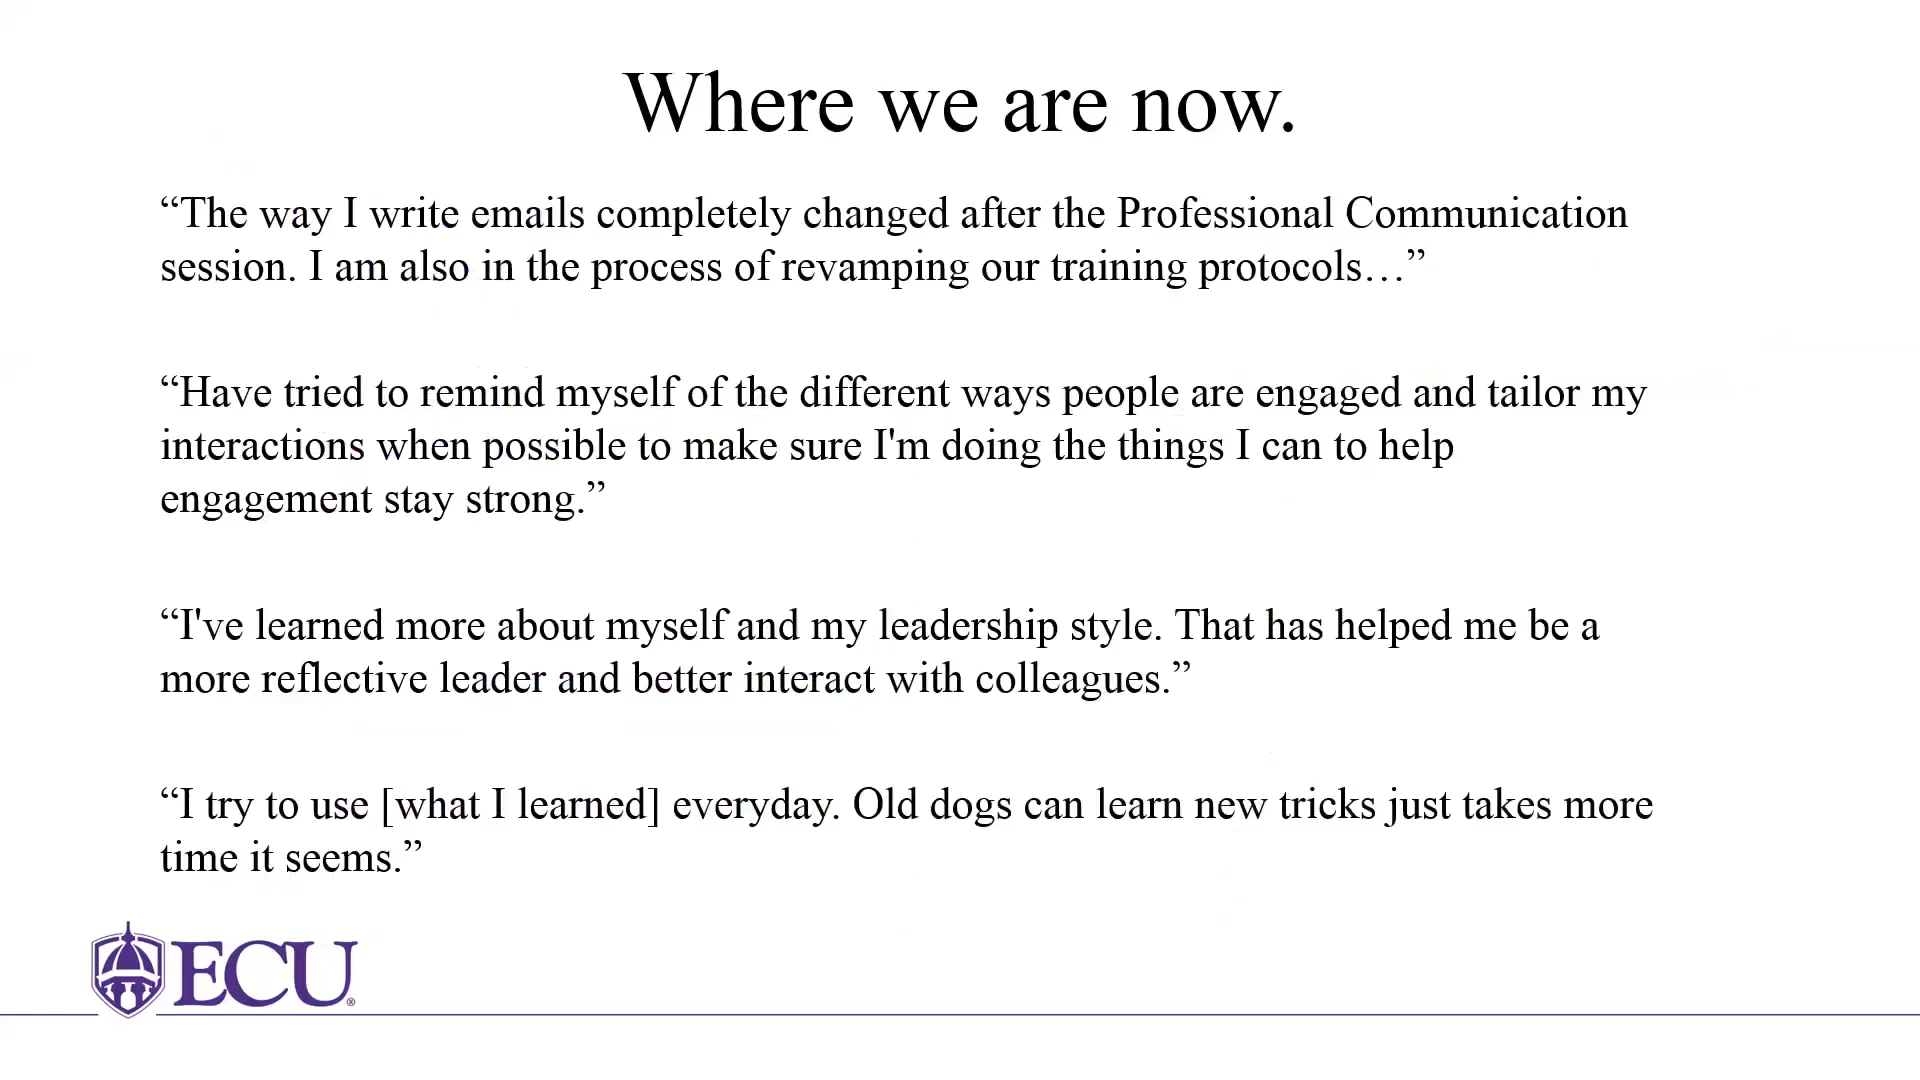 Where we are now.
“The way I write emails completely changed after the Professional Communication
session. I am also in the process of revamping our training protocols…”
“Have tried to remind myself of the different ways people are engaged and tailor my
interactions when possible to make sure I'm doing the things I can to help
engagement stay strong.”
“I've learned more about myself and my leadership style. That has helped me be a
more reflective leader and better interact with colleagues.”
“I try to use [what I learned] everyday. Old dogs can learn new tricks just takes more
time it seems.”
ECU®